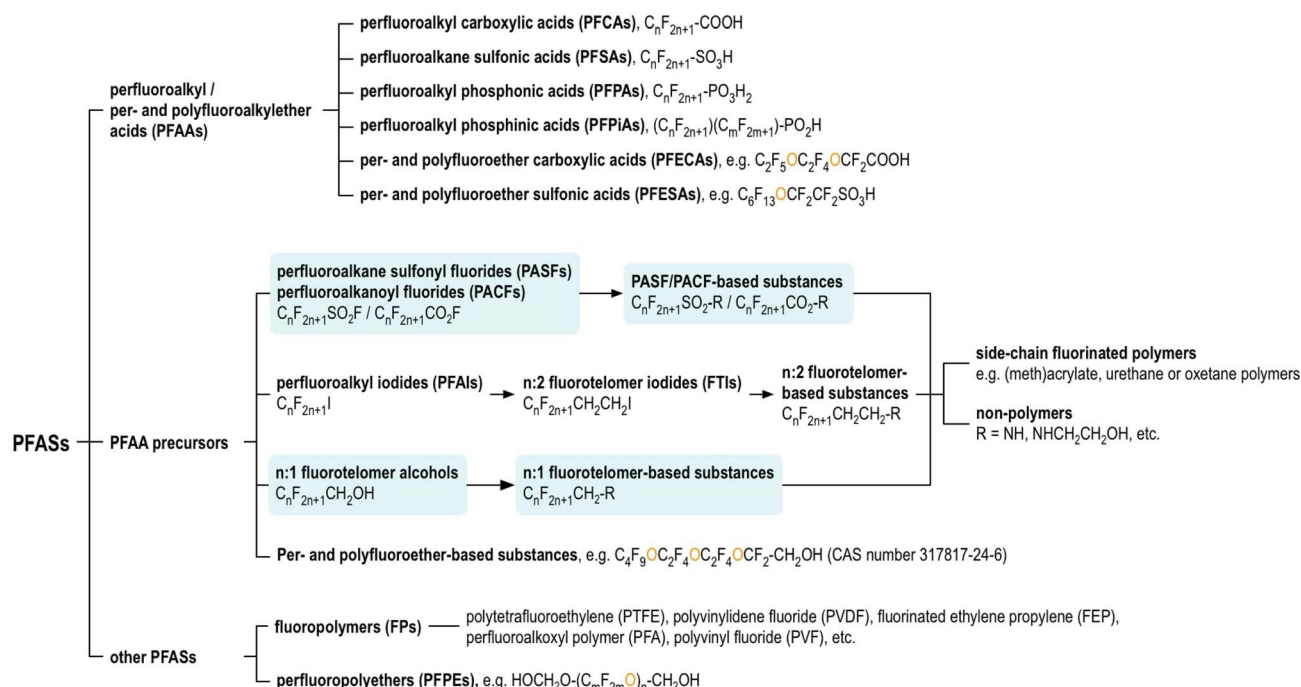 perfluoroalkyl carboxylic acids (PFCAs), CₙF₂ₙ₊₁-COOH
perfluoroalkane sulfonic acids (PFSAs), CₙF₂ₙ₊₁-SO₃H
perfluoroalkyl phosphonic acids (PFPAs), CₙF₂ₙ₊₁-PO₃H₂
perfluoroalkyl phosphinic acids (PFPiAs), (CₙF₂ₙ₊₁)(CₘF₂ₘ₊₁)-PO₂H
per- and polyfluoroether carboxylic acids (PFECAs), e.g. C₂F₅OC₂F₄OCF₂COOH
per- and polyfluoroether sulfonic acids (PFESAs), e.g. C₆F₁₃OCF₂CF₂SO₃H
perfluoroalkyl /
per- and polyfluoroalkylether
acids (PFAAs)
perfluoroalkane sulfonyl fluorides (PASFs)
perfluoroalkanoyl fluorides (PACFs)
CₙF₂ₙ₊₁SO₂F / CₙF₂ₙ₊₁CO₂F
PASF/PACF-based substances
CₙF₂ₙ₊₁SO₂-R / CₙF₂ₙ₊₁CO₂-R
perfluoroalkyl iodides (PFAIs)
CₙF₂ₙ₊₁I
n:2 fluorotelomer iodides (FTIs)
CₙF₂ₙ₊₁CH₂CH₂I
n:2 fluorotelomer-
based substances
CₙF₂ₙ₊₁CH₂CH₂-R
side-chain fluorinated polymers
e.g. (meth)acrylate, urethane or oxetane polymers
non-polymers
R = NH, NHCH₂CH₂OH, etc.
PFASs
PFAA precursors
n:1 fluorotelomer alcohols
CₙF₂ₙ₊₁CH₂OH
n:1 fluorotelomer-based substances
CₙF₂ₙ₊₁CH₂-R
Per- and polyfluoroether-based substances, e.g. C₄F₉OC₂F₄OC₂F₄OCF₂-CH₂OH (CAS number 317817-24-6)
other PFASs
fluoropolymers (FPs)
polytetrafluoroethylene (PTFE), polyvinylidene fluoride (PVDF), fluorinated ethylene propylene (FEP),
perfluoroalkoxyl polymer (PFA), polyvinyl fluoride (PVF), etc.
perfluoropolyethers (PFPEs), e.g. HOCH₂O-(CₘF₂ₘO)ₙ-CH₂OH